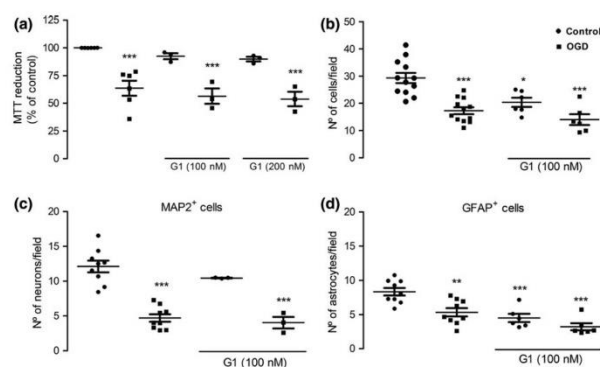 (a)
MTT reduction
(% of control)
125
100
75
50
25
0
***
***
***
G1 (100 nM)
G1 (200 nM)
(b)
Control
OGD
Nº of cells/field
50
40
30
20
10
0
***
*
***
G1 (100 nM)
(c)
MAP2⁺ cells
Nº of neurons/field
20
15
10
5
0
***
***
G1 (100 nM)
(d)
GFAP⁺ cells
Nº of astrocytes/field
20
15
10
5
0
**
***
***
G1 (100 nM)